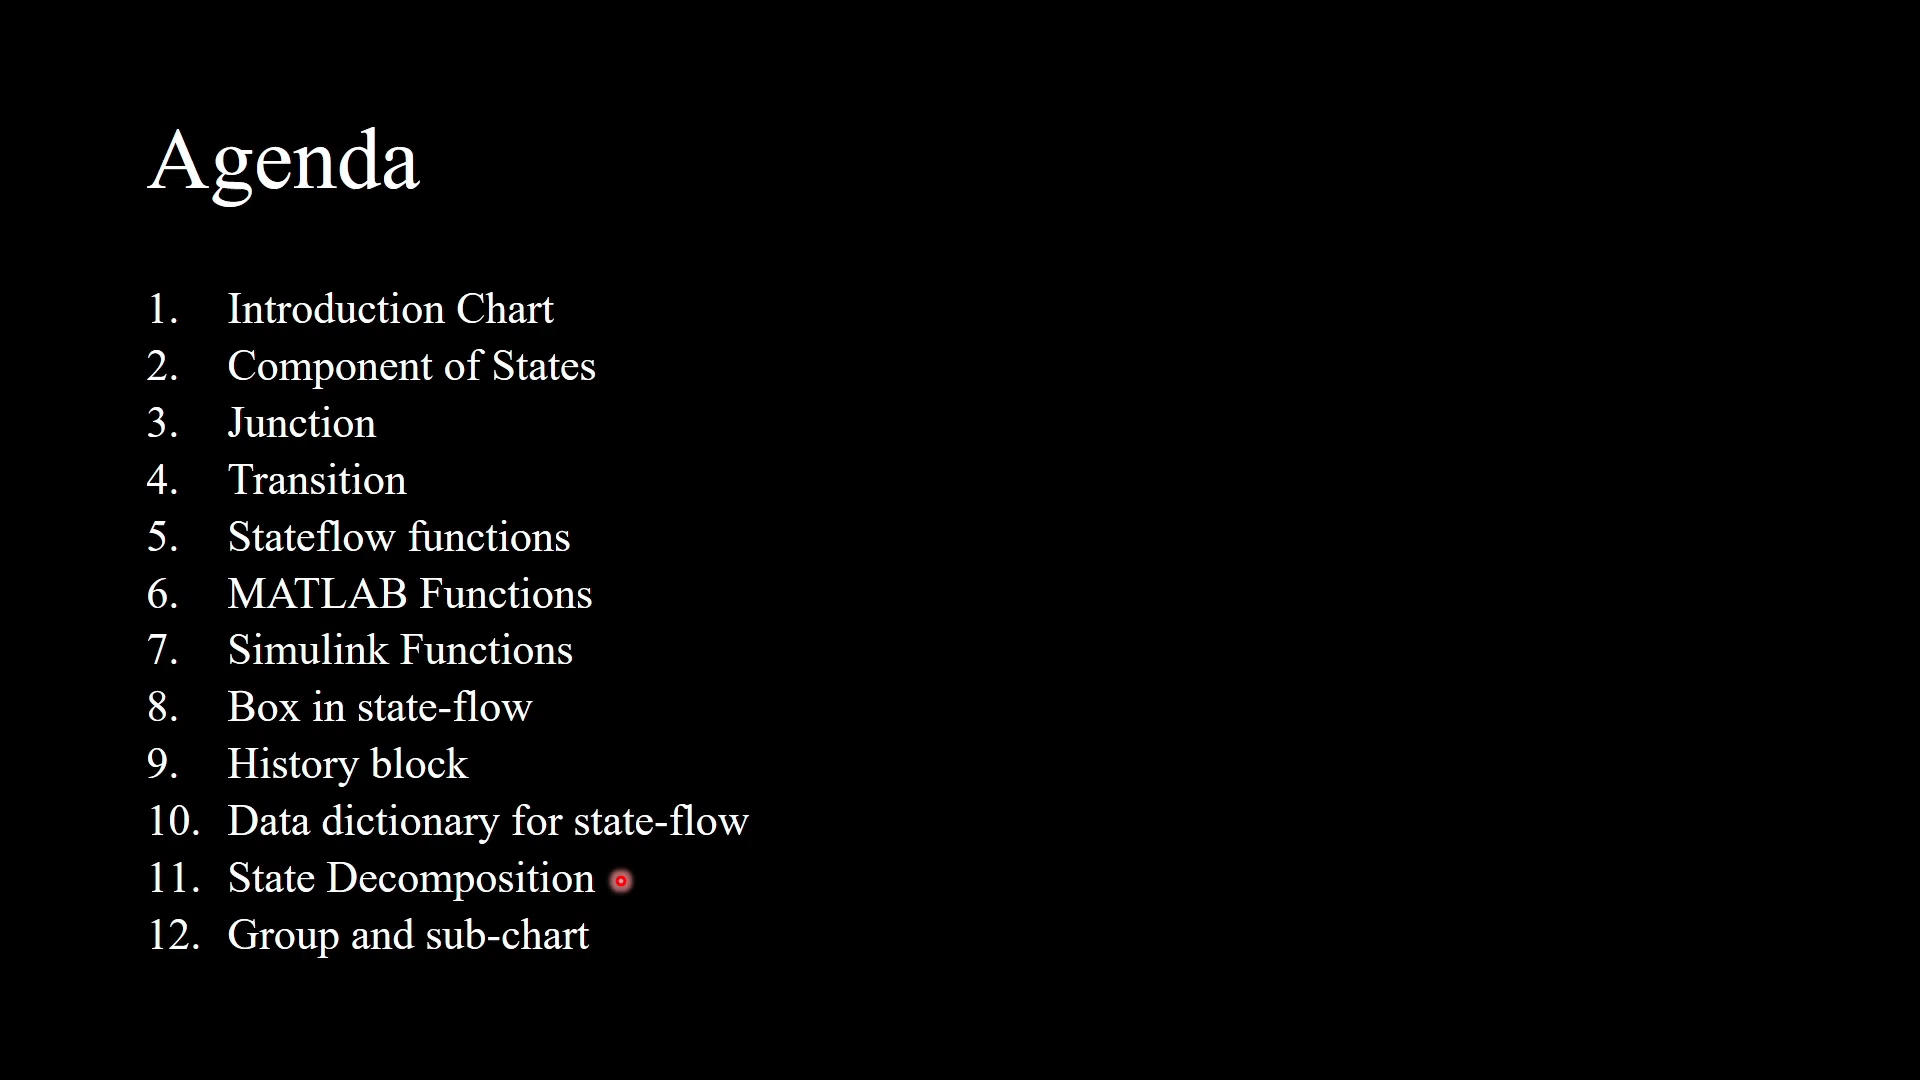 Agenda
1. Introduction Chart
2. Component of States
3. Junction
4. Transition
5. Stateflow functions
6. MATLAB Functions
7. Simulink Functions
8. Box in state-flow
9. History block
10. Data dictionary for state-flow
11. State Decomposition
12. Group and sub-chart